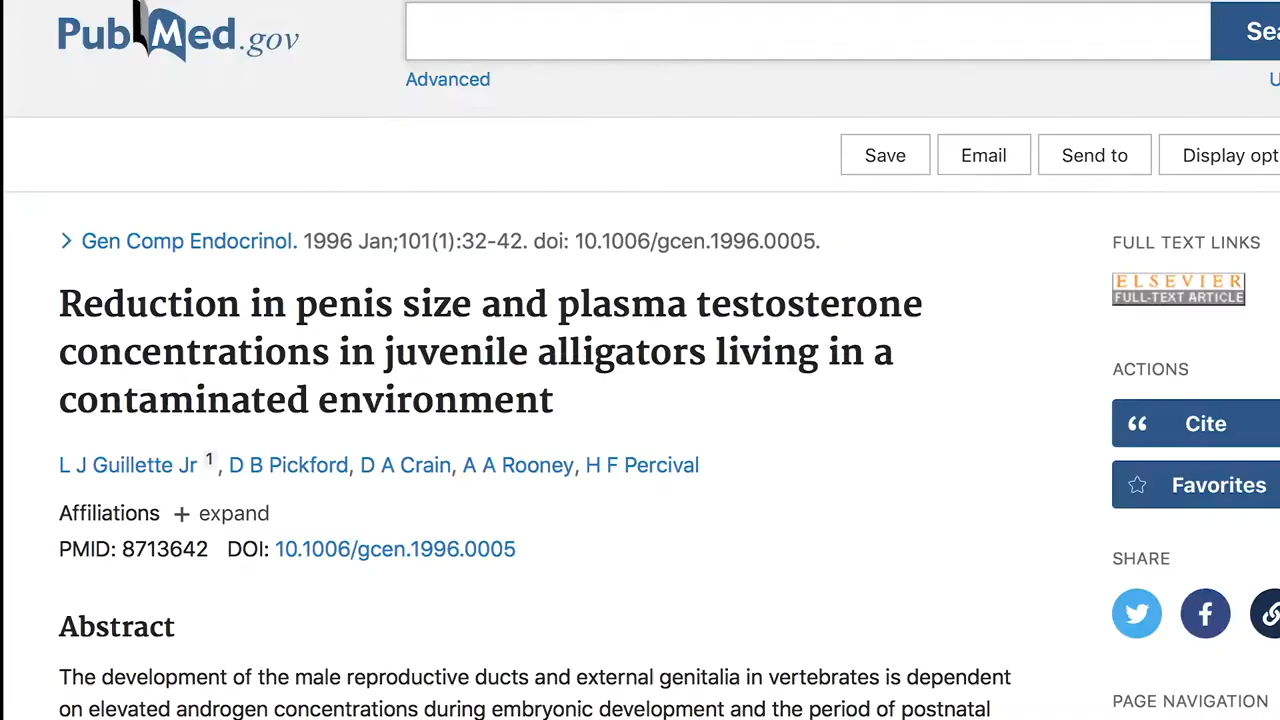 PubMed.gov
Sea
Advanced
U
Save
Email
Send to
Display opt
Gen Comp Endocrinol. 1996 Jan;101(1):32-42. doi: 10.1006/gcen.1996.0005.
Reduction in penis size and plasma testosterone
concentrations in juvenile alligators living in a
contaminated environment
L J Guillette Jr 1, D B Pickford, D A Crain, A A Rooney, H F Percival
Affiliations + expand
PMID: 8713642 DOI: 10.1006/gcen.1996.0005
Abstract
The development of the male reproductive ducts and external genitalia in vertebrates is dependent
on elevated androgen concentrations during embryonic development and the period of postnatal
FULL TEXT LINKS
ELSEVIER
FULL-TEXT ARTICLE
ACTIONS
Cite
Favorites
SHARE
PAGE NAVIGATION